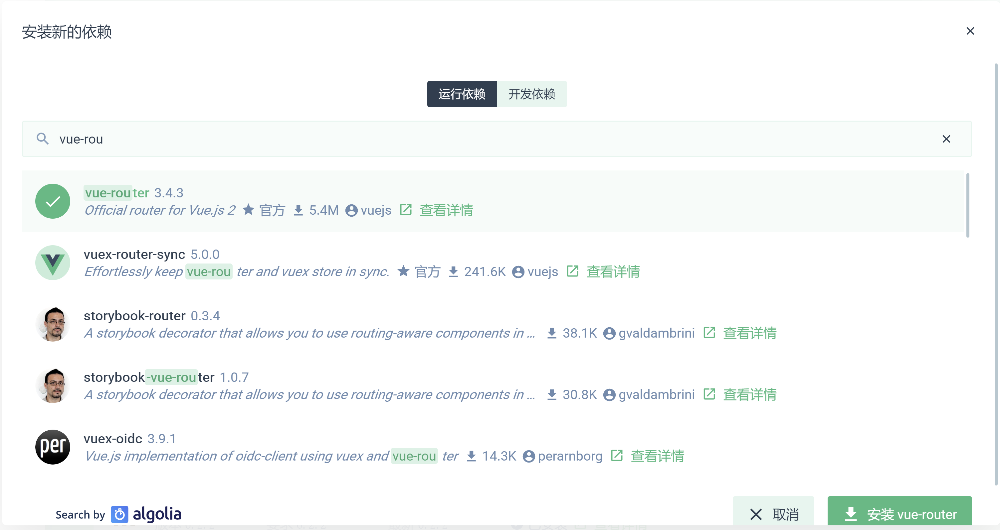 安装新的依赖
运行依赖 开发依赖
vue-rou
vue-router 3.4.3
Official router for Vue.js 2 官方 5.4M vuejs 查看详情
vuex-router-sync 5.0.0
Effortlessly keep vue-rou ter and vuex store in sync. 官方 241.6K vuejs 查看详情
storybook-router 0.3.4
A storybook decorator that allows you to use routing-aware components in ... 38.1K gvaldambrini 查看详情
storybook-vue-router 1.0.7
A storybook decorator that allows you to use routing-aware components in ... 30.8K gvaldambrini 查看详情
per
vuex-oidc 3.9.1
Vue.js implementation of oidc-client using vuex and vue-rou ter 14.3K perarnborg 查看详情
Search by algolia
取消 安装 vue-router